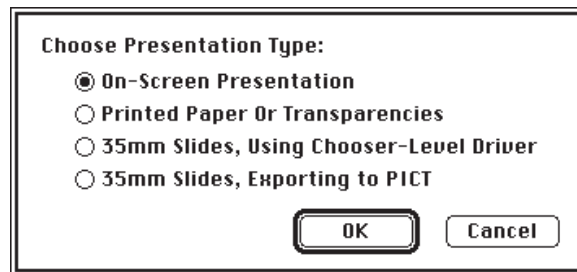 Choose Presentation Type:
On-Screen Presentation
Printed Paper Or Transparencies
35mm Slides, Using Chooser-Level Driver
35mm Slides, Exporting to PICT
OK Cancel